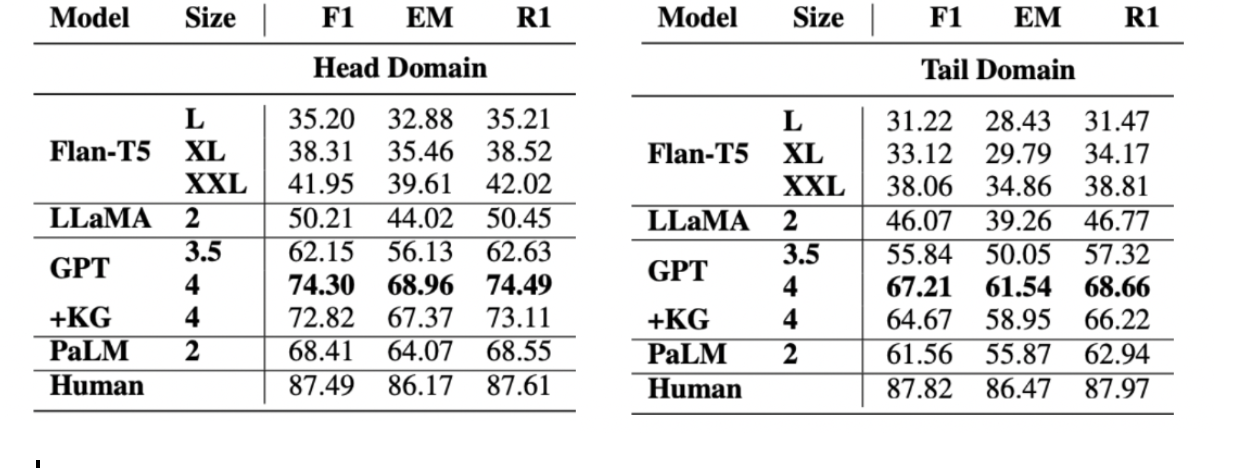 Model Size F1 EM R1
Head Domain
L 35.20 32.88 35.21
Flan-T5 XL 38.31 35.46 38.52
XXL 41.95 39.61 42.02
LLaMA 2 50.21 44.02 50.45
3.5 62.15 56.13 62.63
GPT
4 74.30 68.96 74.49
+KG 4 72.82 67.37 73.11
PaLM 2 68.41 64.07 68.55
Human 87.49 86.17 87.61
Model Size F1 EM R1
Tail Domain
L 31.22 28.43 31.47
Flan-T5 XL 33.12 29.79 34.17
XXL 38.06 34.86 38.81
LLaMA 2 46.07 39.26 46.77
3.5 55.84 50.05 57.32
GPT
4 67.21 61.54 68.66
+KG 4 64.67 58.95 66.22
PaLM 2 61.56 55.87 62.94
Human 87.82 86.47 87.97